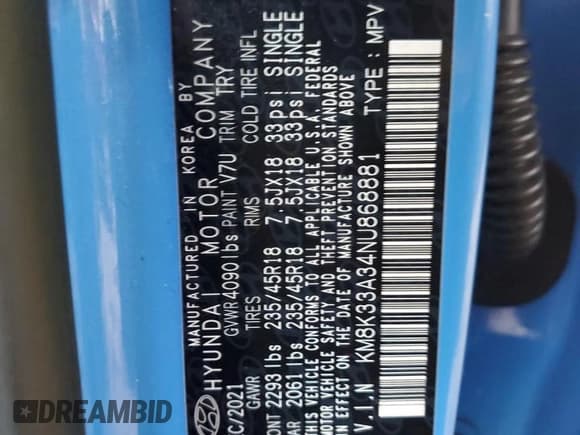 MANUFACTURED IN KOREA BY
HYUNDAI MOTOR COMPANY
C/2021 GVWR 4090 lbs PAINT V7U TRIM TRY
GAWR TIRES RIMS COLD TIRE INFL
ONT 2293 lbs 235/45R18 7.5JX18 33psi SINGLE
AR 2061 lbs 235/45R18 7.5JX18 33psi SINGLE
THIS VEHICLE CONFORMS TO ALL APPLICABLE U.S.A. FEDERAL
MOTOR VEHICLE SAFETY AND THEFT PREVENTION STANDARDS
IN EFFECT ON THE DATE OF MANUFACTURE SHOWN ABOVE
V.I.N KM8K33A34NU868881 TYPE : MPV
DREAMBID